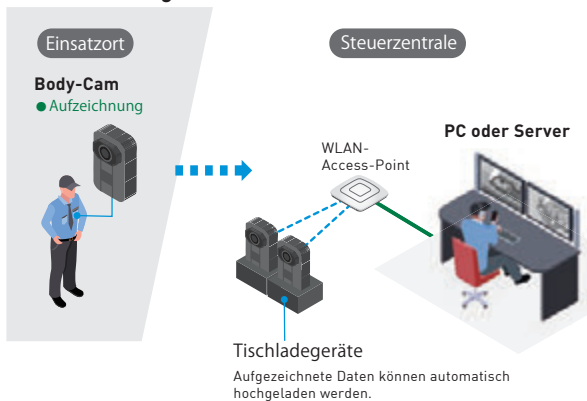 Einsatzort
Steuerzentrale
Body-Cam
Aufzeichnung
WLAN-
Access-Point
PC oder Server
Tischladegeräte
Aufgezeichnete Daten können automatisch
hochgeladen werden.